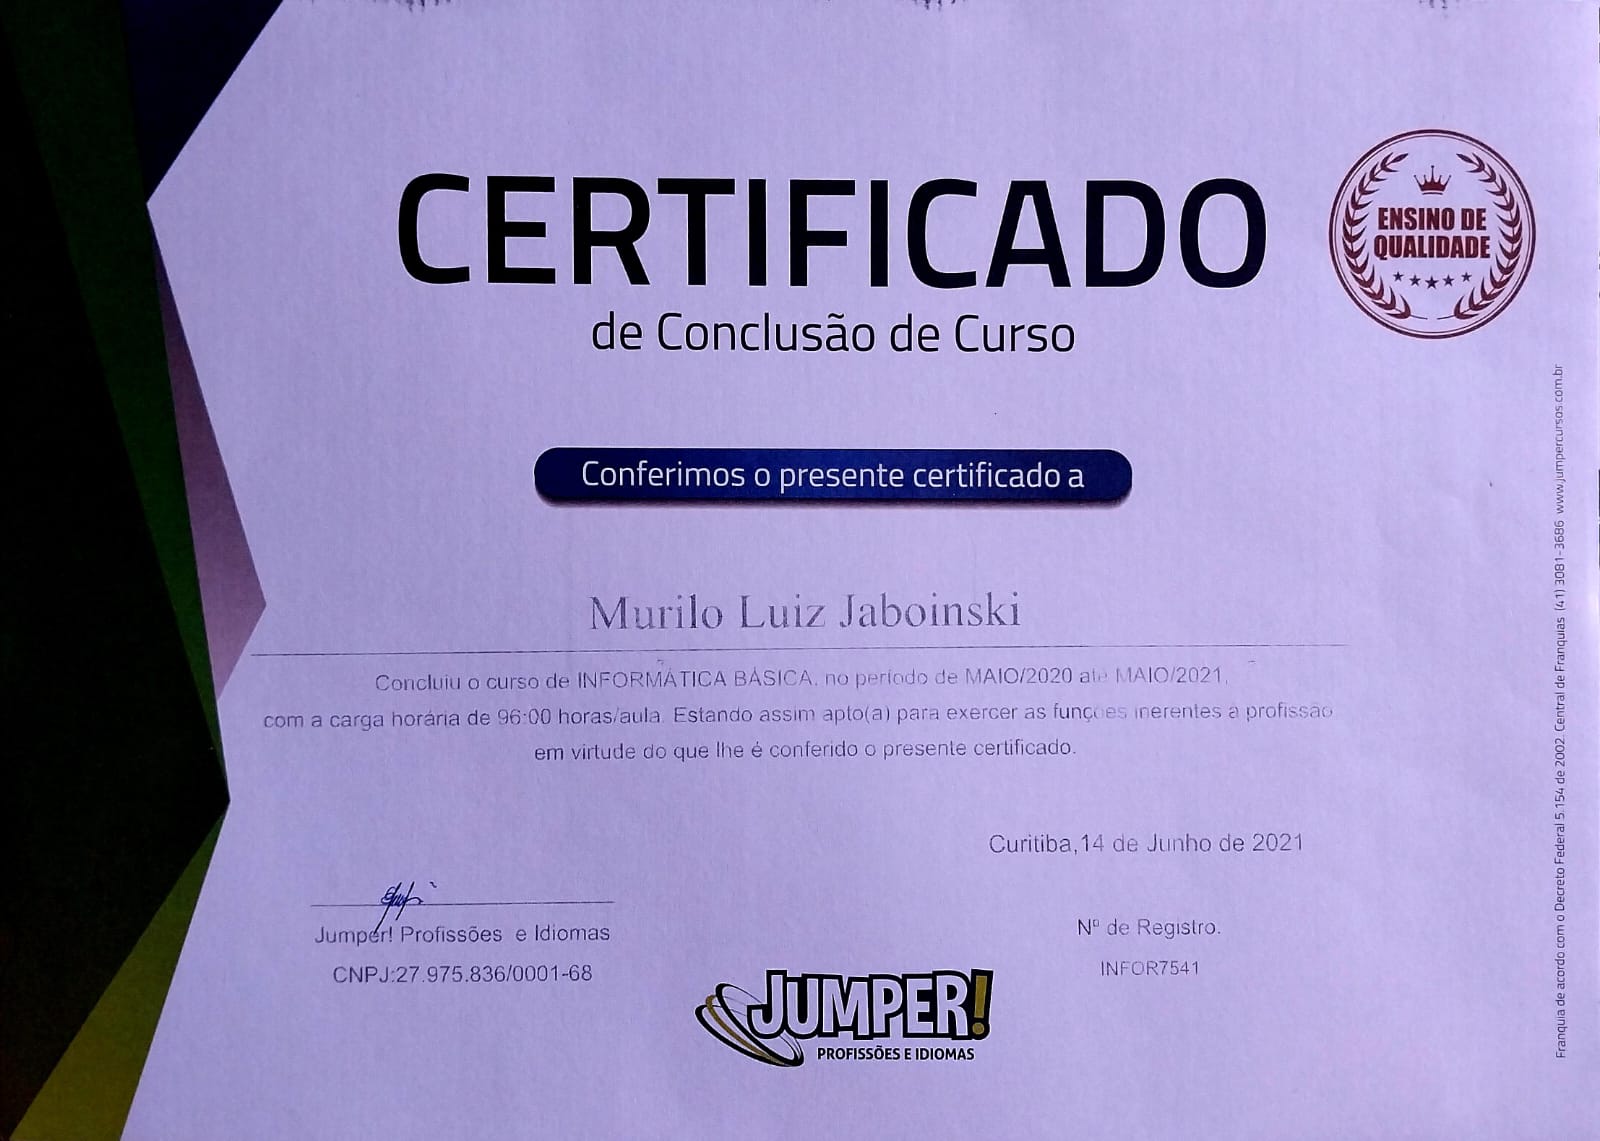 CERTIFICADO
de Conclusão de Curso
ENSINO DE
QUALIDADE
Conferimos o presente certificado a
Murilo Luiz Jaboinski
Concluiu o curso de INFORMÁTICA BÁSICA, no período de MAIO/2020 até MAIO/2021,
com a carga horária de 96:00 horas/aula. Estando assim apto(a) para exercer as funções inerentes à profissão
em virtude do que lhe é conferido o presente certificado.
Curitiba,14 de Junho de 2021
Jumper! Profissões e Idiomas
CNPJ:27.975.836/0001-68
Nº de Registro.
INFOR7541
JUMPER!
PROFISSÕES E IDIOMAS
Franquia de acordo com o Decreto Federal 5.154 de 2002. Central de Franquias (41) 3081-3686 www.jumpercursos.com.br